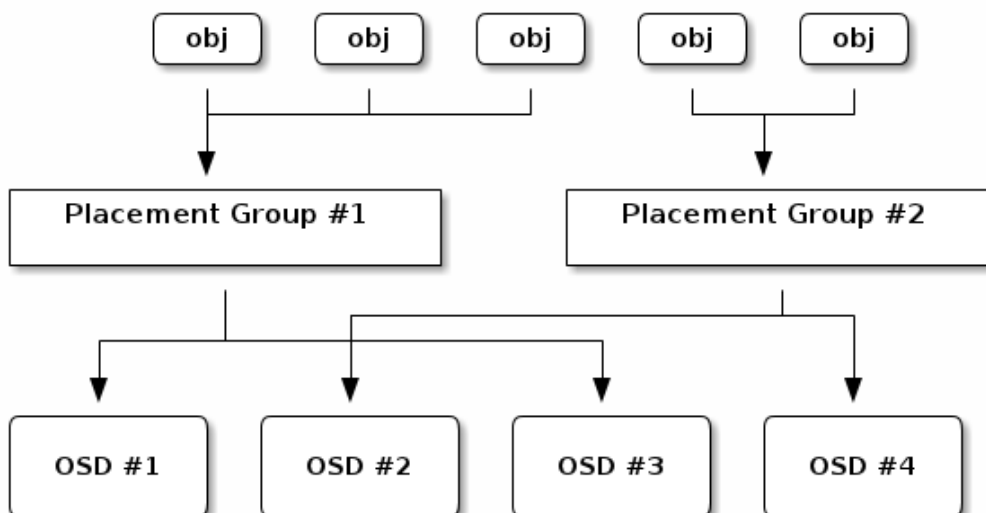 obj obj obj obj obj
Placement Group #1 Placement Group #2
OSD #1 OSD #2 OSD #3 OSD #4